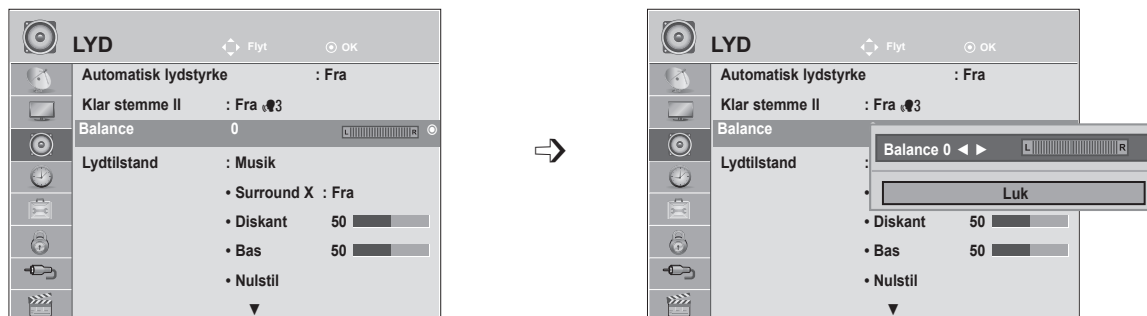 LYD Flyt OK
Automatisk lydstyrke : Fra
Klar stemme II : Fra 3
Balance 0 L R
Lydtilstand : Musik
• Surround X : Fra
• Diskant 50
• Bas 50
• Nulstil
▼
LYD Flyt OK
Automatisk lydstyrke : Fra
Klar stemme II : Fra 3
Balance
Balance 0 ◄ ► L R
Lydtilstand :
Luk
•
• Diskant 50
• Bas 50
• Nulstil
▼